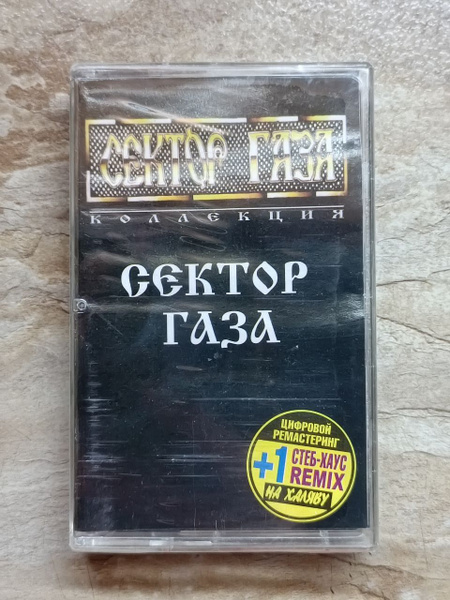 СЕКТОР ГАЗА
КОЛЛЕКЦИЯ
СЕКТОР
ГАЗА
ЦИФРОВОЙ
РЕМАСТЕРИНГ
+1 СТЕБ-ХАУС
REMIX
НА ХАЛЯВУ